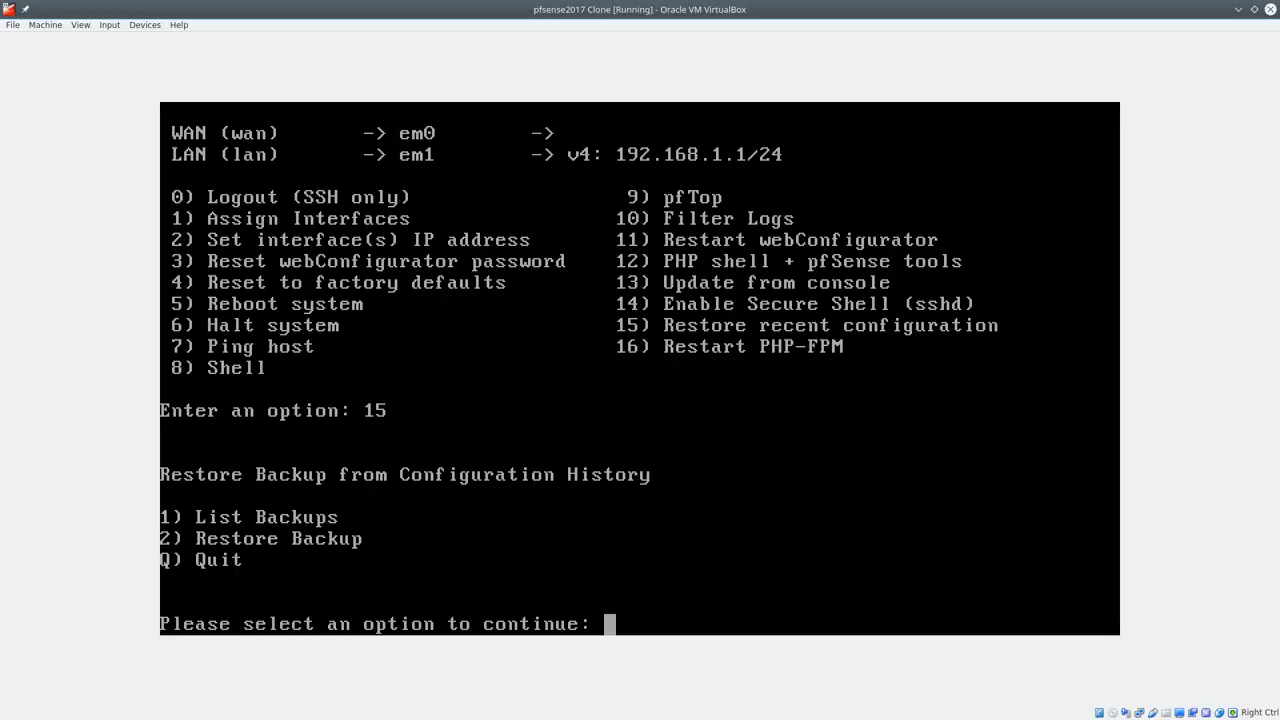 pfsense2017 Clone [Running] - Oracle VM VirtualBox
File Machine View Input Devices Help
WAN (wan) -> em0 ->
LAN (lan) -> em1 -> v4: 192.168.1.1/24
0) Logout (SSH only) 9) pfTop
1) Assign Interfaces 10) Filter Logs
2) Set interface(s) IP address 11) Restart webConfigurator
3) Reset webConfigurator password 12) PHP shell + pfSense tools
4) Reset to factory defaults 13) Update from console
5) Reboot system 14) Enable Secure Shell (sshd)
6) Halt system 15) Restore recent configuration
7) Ping host 16) Restart PHP-FPM
8) Shell
Enter an option: 15
Restore Backup from Configuration History
1) List Backups
2) Restore Backup
Q) Quit
Please select an option to continue:
Right Ctrl